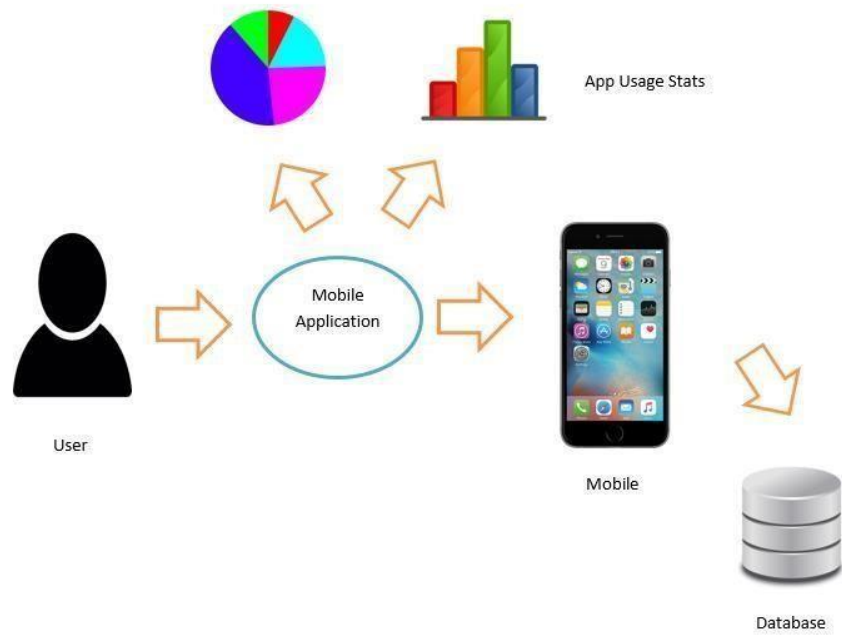 App Usage Stats
Mobile
Application
User
Mobile
Database